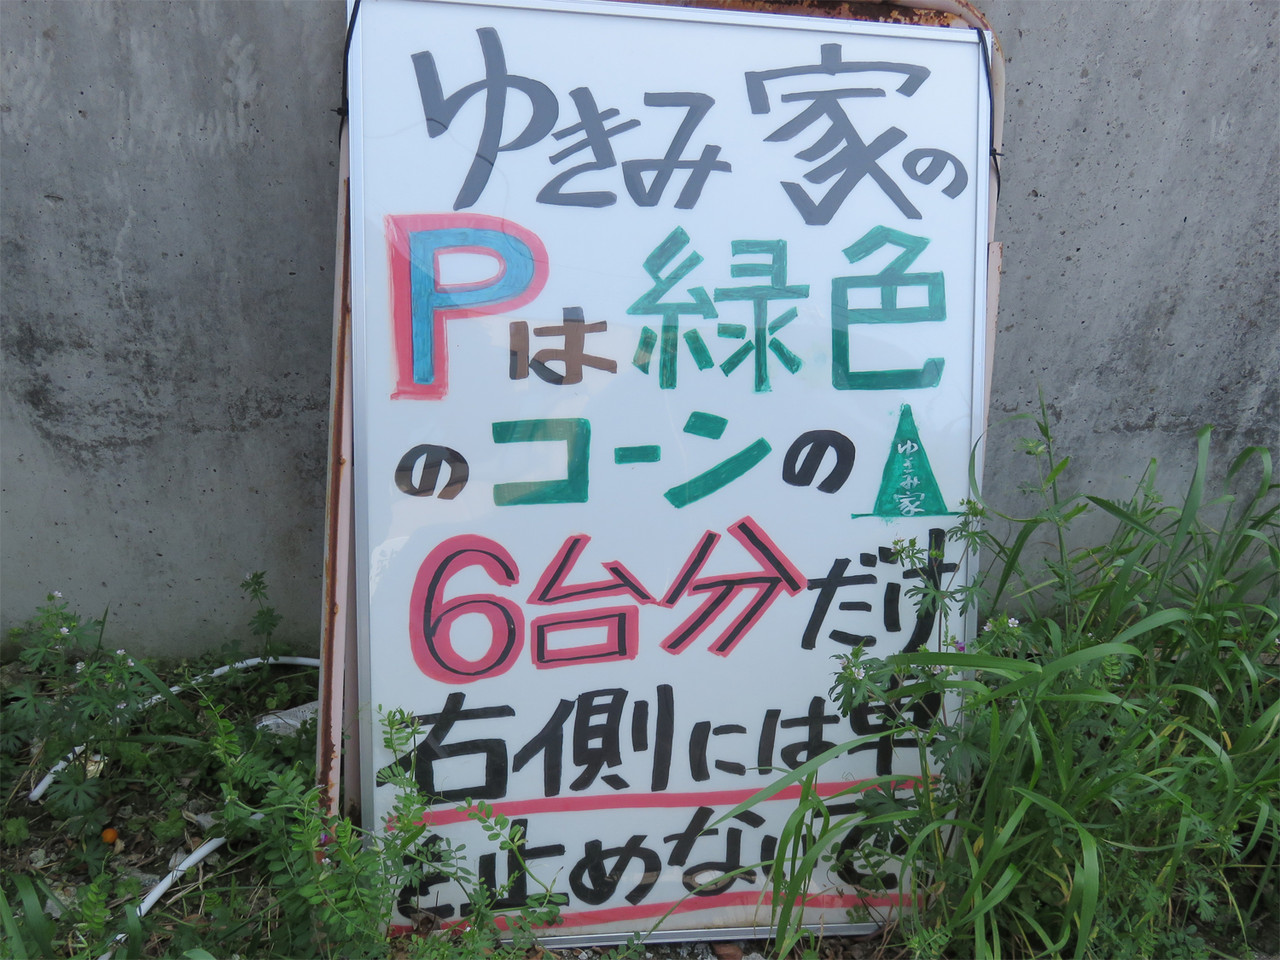 ゆきみ家の
Pは緑色
のコーンの
ゆきみ家
6台分だけ
右側には車
を止めないで